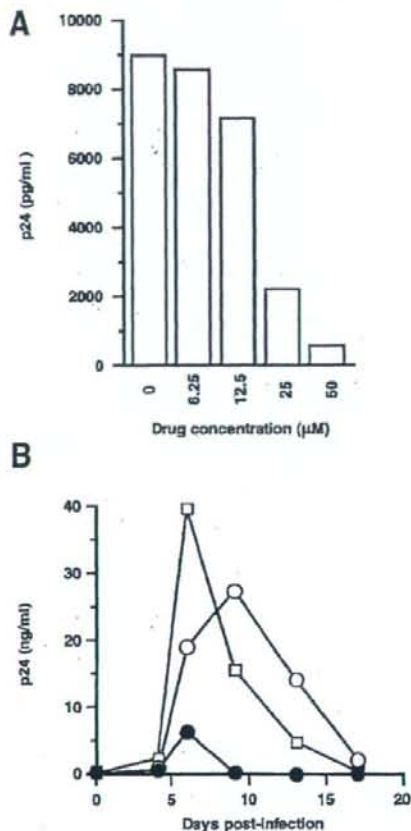 A
10000
8000
6000
4000
2000
0
p24 (pg/ml)
0
6.25
12.5
25
50
Drug concentration (µM)
B
40
30
20
10
0
p24 (ng/ml)
0 5 10 15 20
Days post-infection